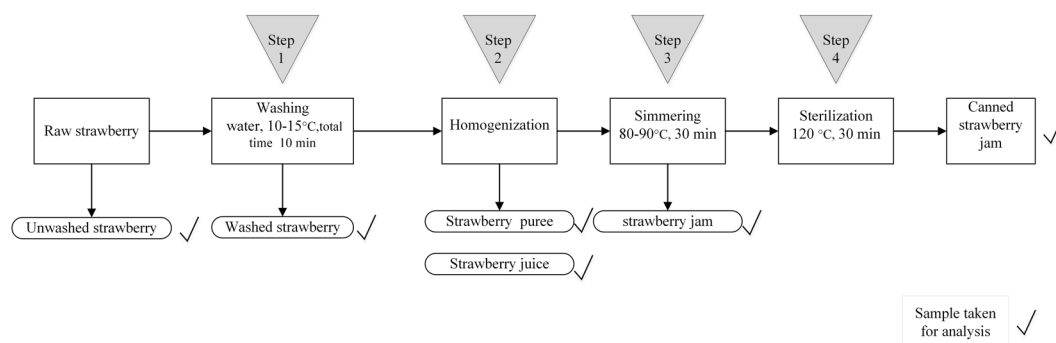 Step
1
Step
2
Step
3
Step
4
Raw strawberry
Washing
water, 10-15°C,total
time 10 min
Homogenization
Simmering
80-90°C, 30 min
Sterilization
120 °C, 30 min
Canned
strawberry
jam
Unwashed strawberry
Washed strawberry
Strawberry puree
strawberry jam
Strawberry juice
Sample taken
for analysis